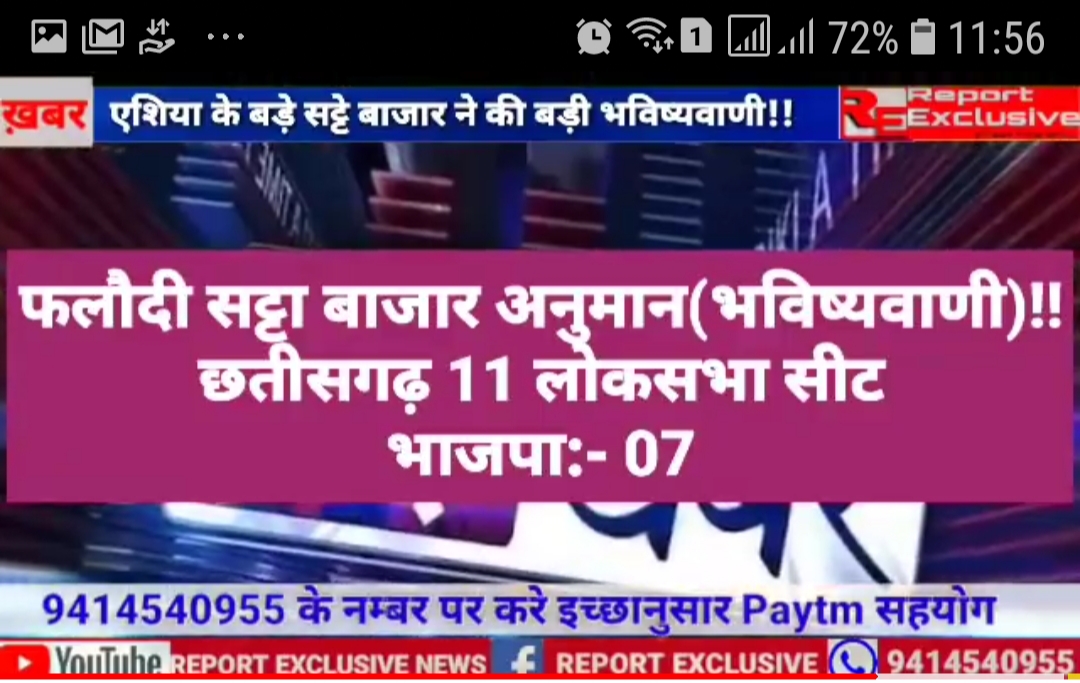 72% 11:56
ख़बर एशिया के बड़े सट्टे बाजार ने की बड़ी भविष्यवाणी!! Report
Exclusive
फलौदी सट्टा बाजार अनुमान(भविष्यवाणी)!!
छतीसगढ़ 11 लोकसभा सीट
भाजपा:- 07
9414540955 के नम्बर पर करे इच्छानुसार Paytm सहयोग
YouTube REPORT EXCLUSIVE NEWS f REPORT EXCLUSIVE 9414540955